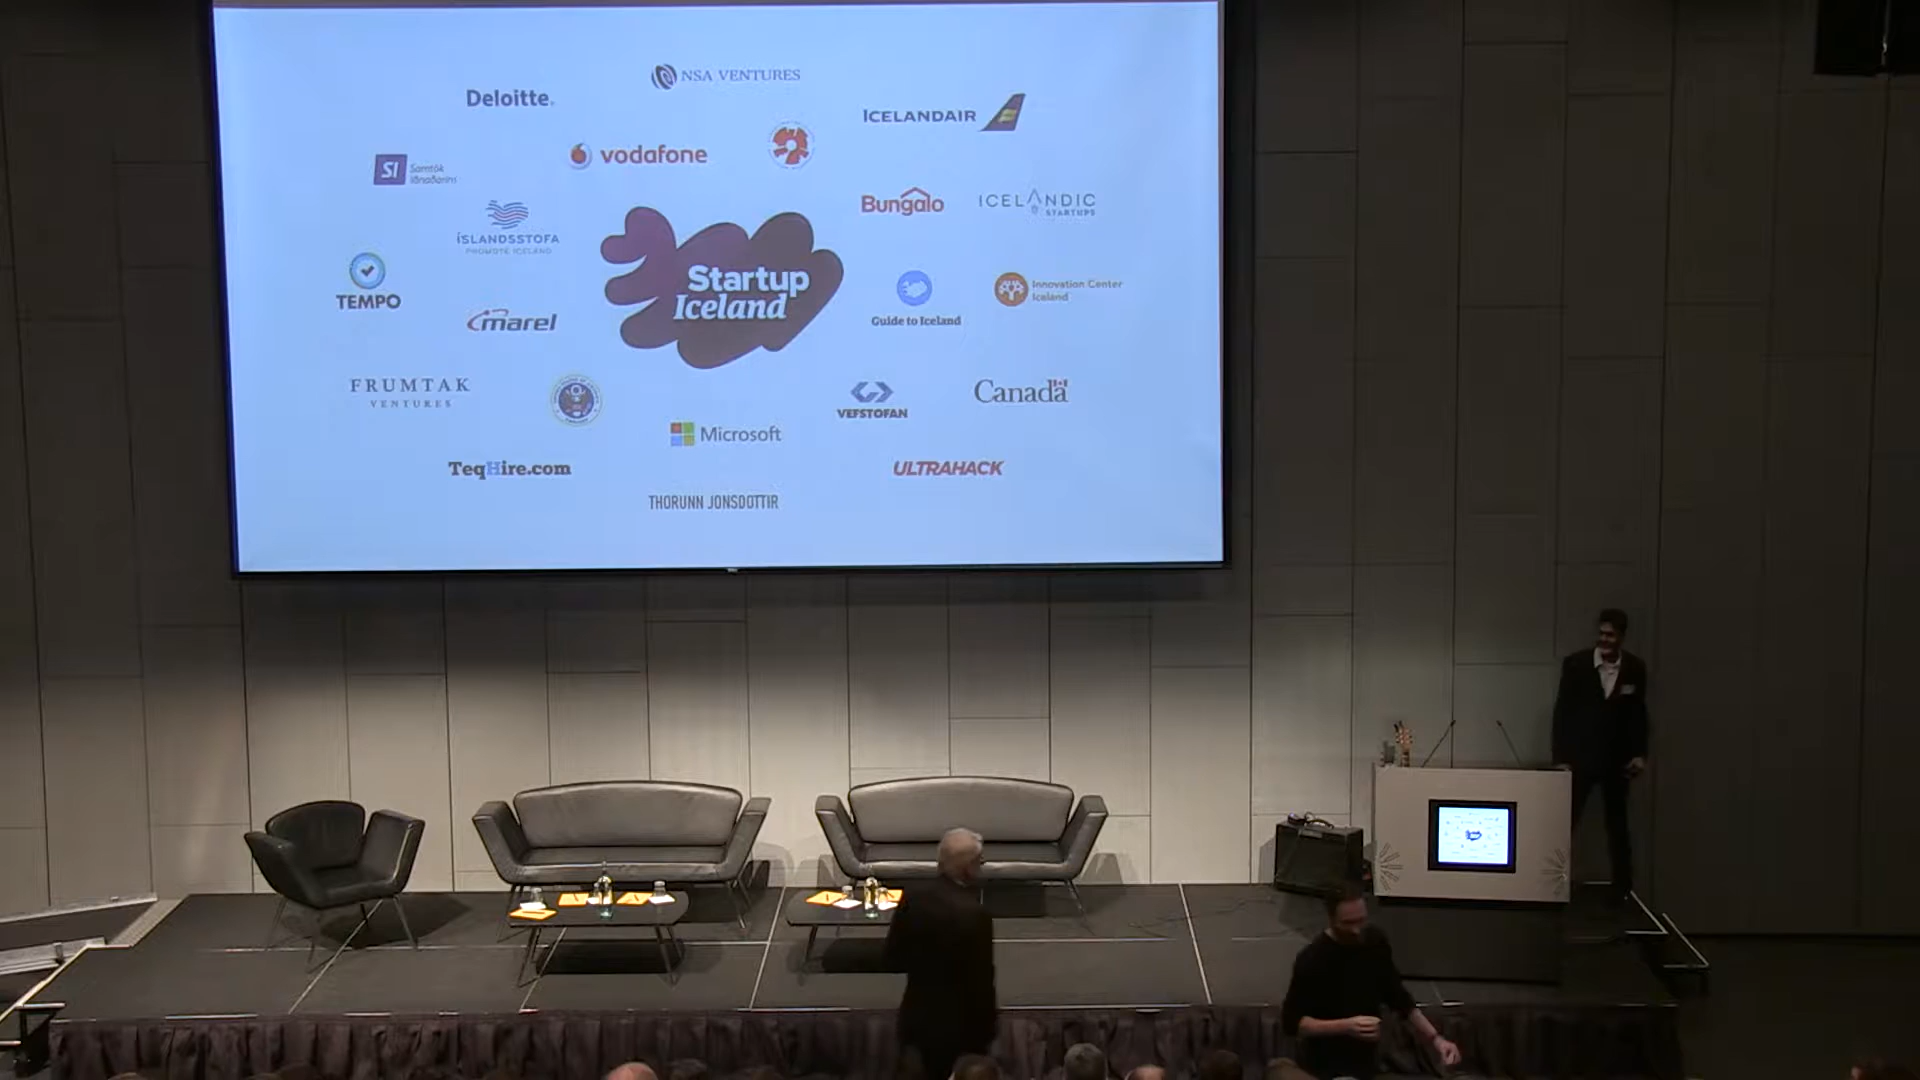 NSA VENTURES
Deloitte.
ICELANDAIR
vodafone
SI
Samtök
iðnaðarins
Bungalo
ICELANDIC
STARTUPS
ÍSLANDSSTOFA
PROMOTE ICELAND
Startup
Iceland
TEMPO
Guide to Iceland
Innovation Center
Iceland
marel
FRUMTAK
VENTURES
VEFSTOFAN
Canada
Microsoft
TeqHire.com
ULTRAHACK
THORUNN JONSDOTTIR